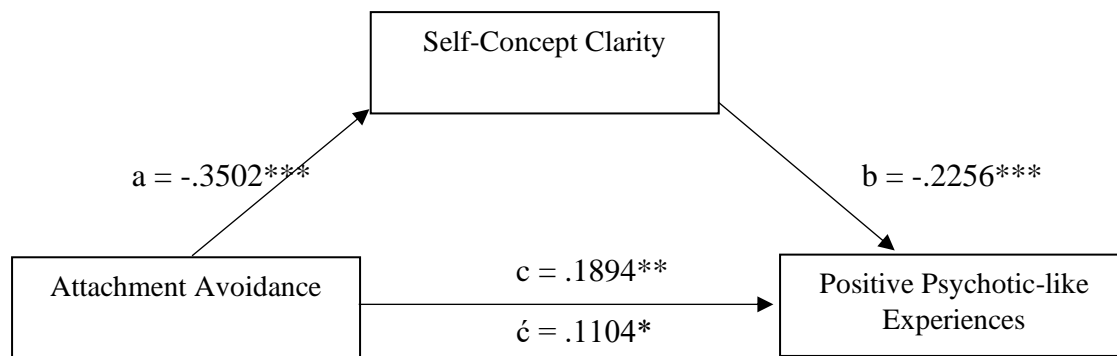 Self-Concept Clarity
a = -.3502***
b = -.2256***
Attachment Avoidance
c = .1894**
ć = .1104*
Positive Psychotic-like
Experiences